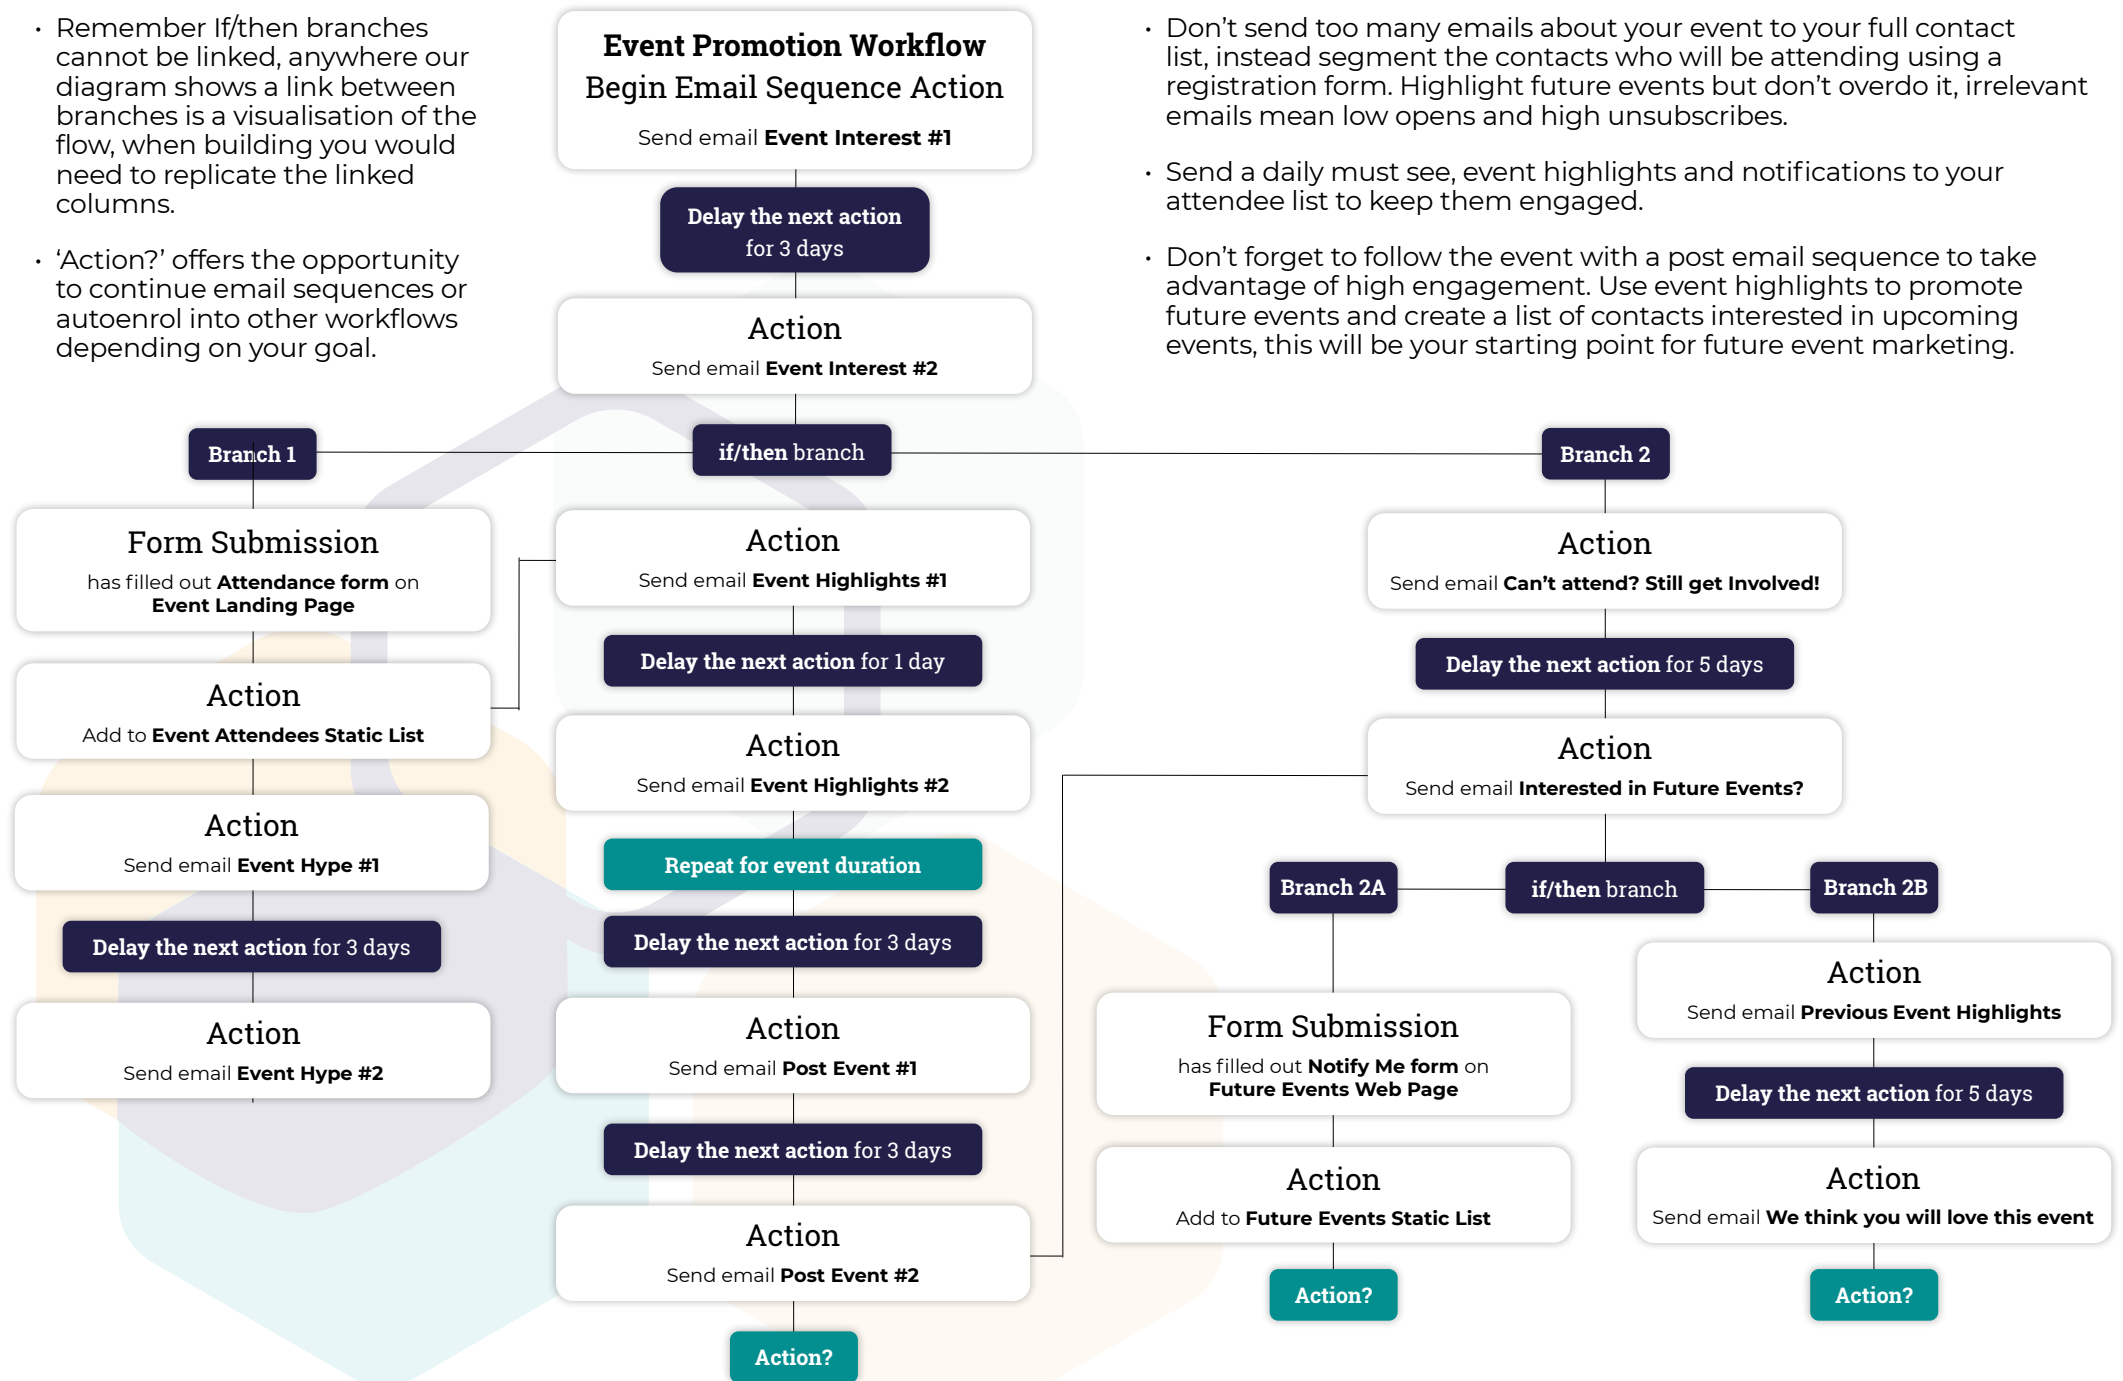 • Remember If/then branches
cannot be linked, anywhere our
diagram shows a link between
branches is a visualisation of the
flow, when building you would
need to replicate the linked
columns.
• ‘Action?’ offers the opportunity
to continue email sequences or
autoenrol into other workflows
depending on your goal.
Event Promotion Workflow
Begin Email Sequence Action
Send email Event Interest #1
Delay the next action
for 3 days
Action
Send email Event Interest #2
• Don’t send too many emails about your event to your full contact
list, instead segment the contacts who will be attending using a
registration form. Highlight future events but don’t overdo it, irrelevant
emails mean low opens and high unsubscribes.
• Send a daily must see, event highlights and notifications to your
attendee list to keep them engaged.
• Don’t forget to follow the event with a post email sequence to take
advantage of high engagement. Use event highlights to promote
future events and create a list of contacts interested in upcoming
events, this will be your starting point for future event marketing.
Branch 1
if/then branch
Branch 2
Form Submission
has filled out Attendance form on
Event Landing Page
Action
Add to Event Attendees Static List
Action
Send email Event Hype #1
Delay the next action for 3 days
Action
Send email Event Hype #2
Action
Send email Event Highlights #1
Delay the next action for 1 day
Action
Send email Event Highlights #2
Repeat for event duration
Delay the next action for 3 days
Action
Send email Post Event #1
Delay the next action for 3 days
Action
Send email Post Event #2
Action?
Action
Send email Can’t attend? Still get Involved!
Delay the next action for 5 days
Action
Send email Interested in Future Events?
Branch 2A
if/then branch
Branch 2B
Form Submission
has filled out Notify Me form on
Future Events Web Page
Action
Add to Future Events Static List
Action?
Action
Send email Previous Event Highlights
Delay the next action for 5 days
Action
Send email We think you will love this event
Action?